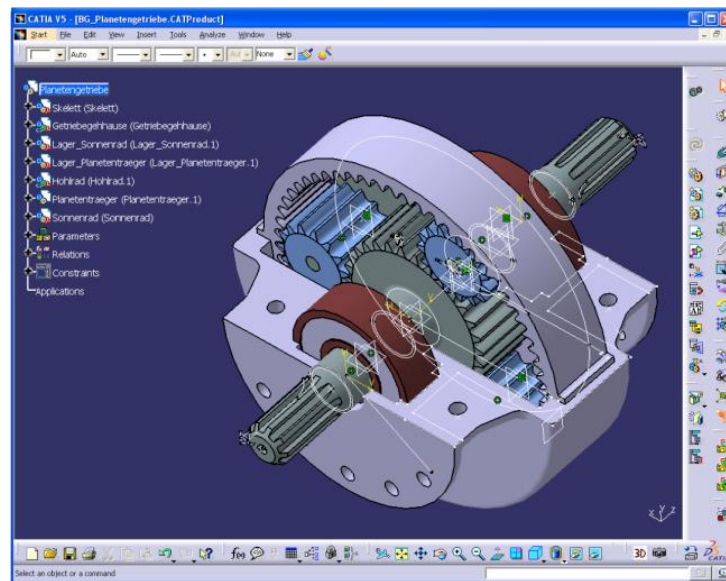 CATIA V5 - [BG_Planetengetriebe.CATProduct]
Start File Edit View Insert Tools Analyze Window Help
Auto Aut None
Planetengetriebe
Skelett (Skelett)
Getriebegehhause (Getriebegehhause)
Lager_Sonnenrad (Lager_Sonnenrad.1)
Lager_Planetentraeger (Lager_Planetentraeger.1)
Hohlrad (Hohlrad.1)
Planetentraeger (Planetentraeger.1)
Sonnenrad (Sonnenrad)
Parameters
Relations
Constraints
Applications
f(x) 3D CATIA
Select an object or a command